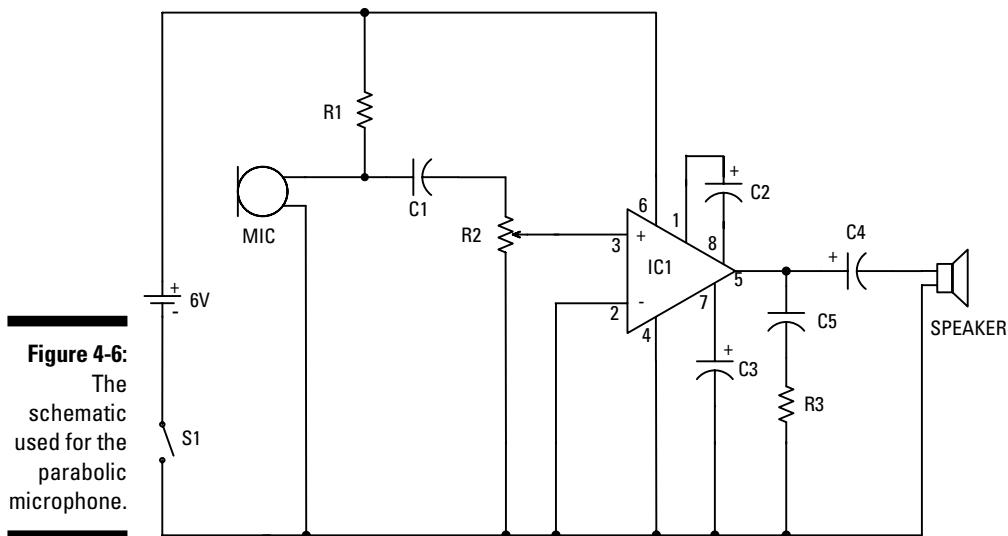 R1
C1
MIC
R2
6
3
+
1
+
C2
8
IC1
5
-
2
4
7
+
C3
+
C4
C5
R3
SPEAKER
+
6V
-
S1
Figure 4-6:
The
schematic
used for the
parabolic
microphone.